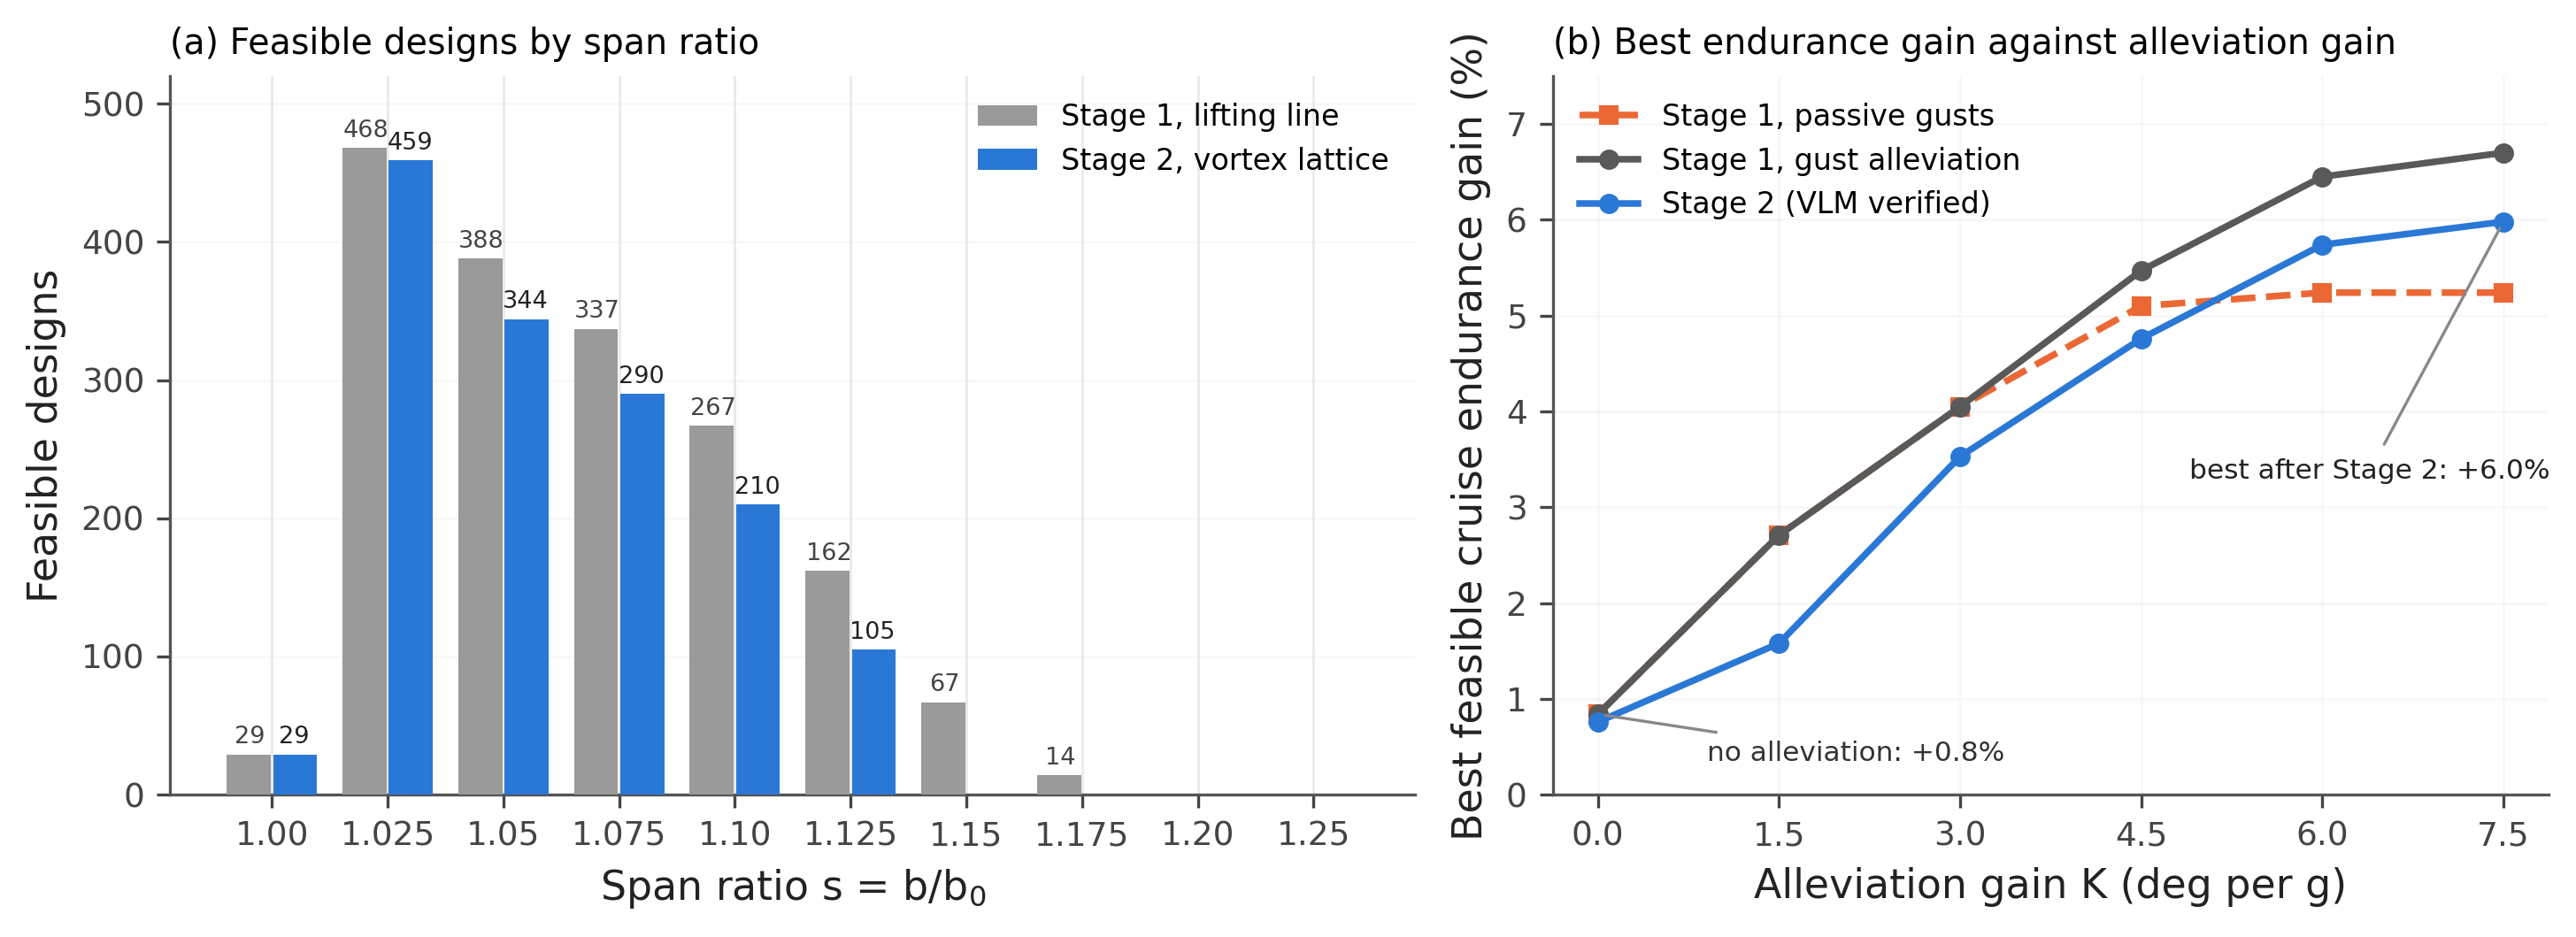 (a) Feasible designs by span ratio
Feasible designs
500
400
300
200
100
0
Stage 1, lifting line
Stage 2, vortex lattice
29 29
468 459
388 344
337 290
267 210
162 105
67
14
1.00 1.025 1.05 1.075 1.10 1.125 1.15 1.175 1.20 1.25
Span ratio s = b/b₀
(b) Best endurance gain against alleviation gain
Best feasible cruise endurance gain (%)
7
6
5
4
3
2
1
0
Stage 1, passive gusts
Stage 1, gust alleviation
Stage 2 (VLM verified)
best after Stage 2: +6.0%
no alleviation: +0.8%
0.0 1.5 3.0 4.5 6.0 7.5
Alleviation gain K (deg per g)